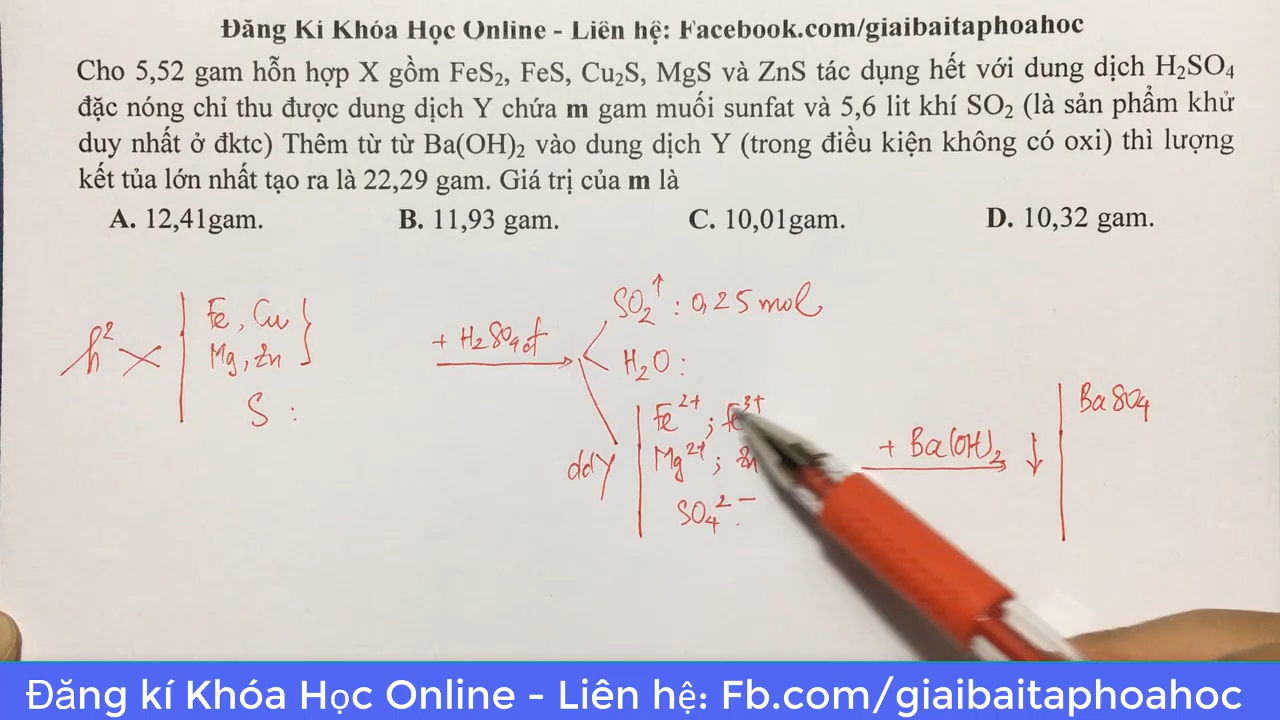 Đăng Kí Khóa Học Online - Liên hệ: Facebook.com/giaibaitaphoahoc
Cho 5,52 gam hỗn hợp X gồm FeS₂, FeS, Cu₂S, MgS và ZnS tác dụng hết với dung dịch H₂SO₄
đặc nóng chỉ thu được dung dịch Y chứa m gam muối sunfat và 5,6 lit khí SO₂ (là sản phẩm khử
duy nhất ở đktc) Thêm từ từ Ba(OH)₂ vào dung dịch Y (trong điều kiện không có oxi) thì lượng
kết tủa lớn nhất tạo ra là 22,29 gam. Giá trị của m là
A. 12,41gam. B. 11,93 gam. C. 10,01gam. D. 10,32 gam.
h² X
Fe, Cu
Mg, Zn
S :
+ H₂SO₄đ
SO₂↑ : 0,25 mol
H₂O :
ddY
Fe²⁺ ; Fe³⁺
Mg²⁺ ; Zn
SO₄²⁻
+ Ba(OH)₂
↓
BaSO₄
Đăng kí Khóa Học Online - Liên hệ: Fb.com/giaibaitaphoahoc